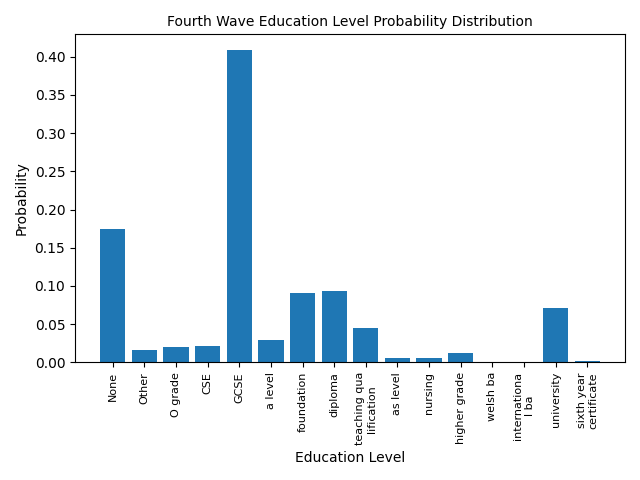 Fourth Wave Education Level Probability Distribution
0.40
0.35
0.30
0.25
0.20
0.15
0.10
0.05
0.00
Probability
None
Other
O grade
CSE
GCSE
a level
foundation
diploma
teaching qua
lification
as level
nursing
higher grade
welsh ba
internationa
l ba
university
sixth year
certificate
Education Level